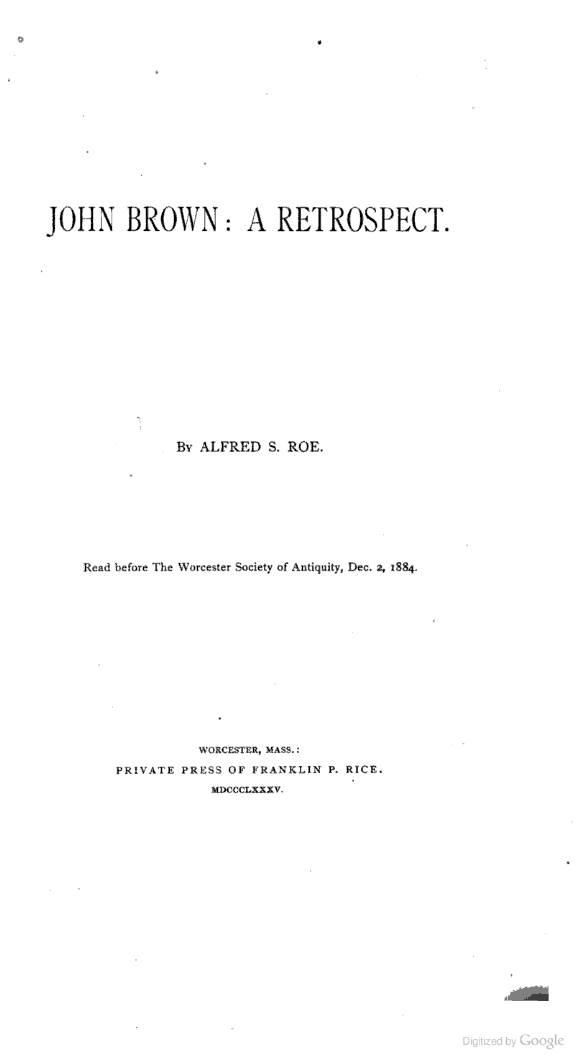 JOHN BROWN: A RETROSPECT.
By ALFRED S. ROE.
Read before The Worcester Society of Antiquity, Dec. 2, 1884.
WORCESTER, MASS.:
PRIVATE PRESS OF FRANKLIN P. RICE.
MDCCCLXXXV.
Digitized by Google